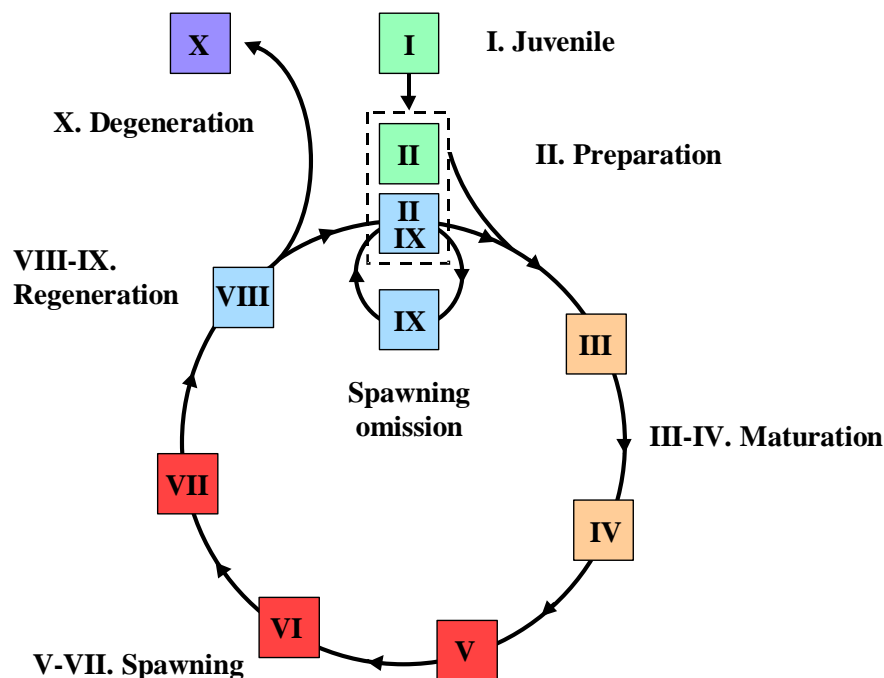 X
I
I. Juvenile
X. Degeneration
II
II. Preparation
II
IX
VIII-IX.
Regeneration
VIII
IX
III
Spawning
omission
III-IV. Maturation
VII
IV
VI
V
V-VII. Spawning